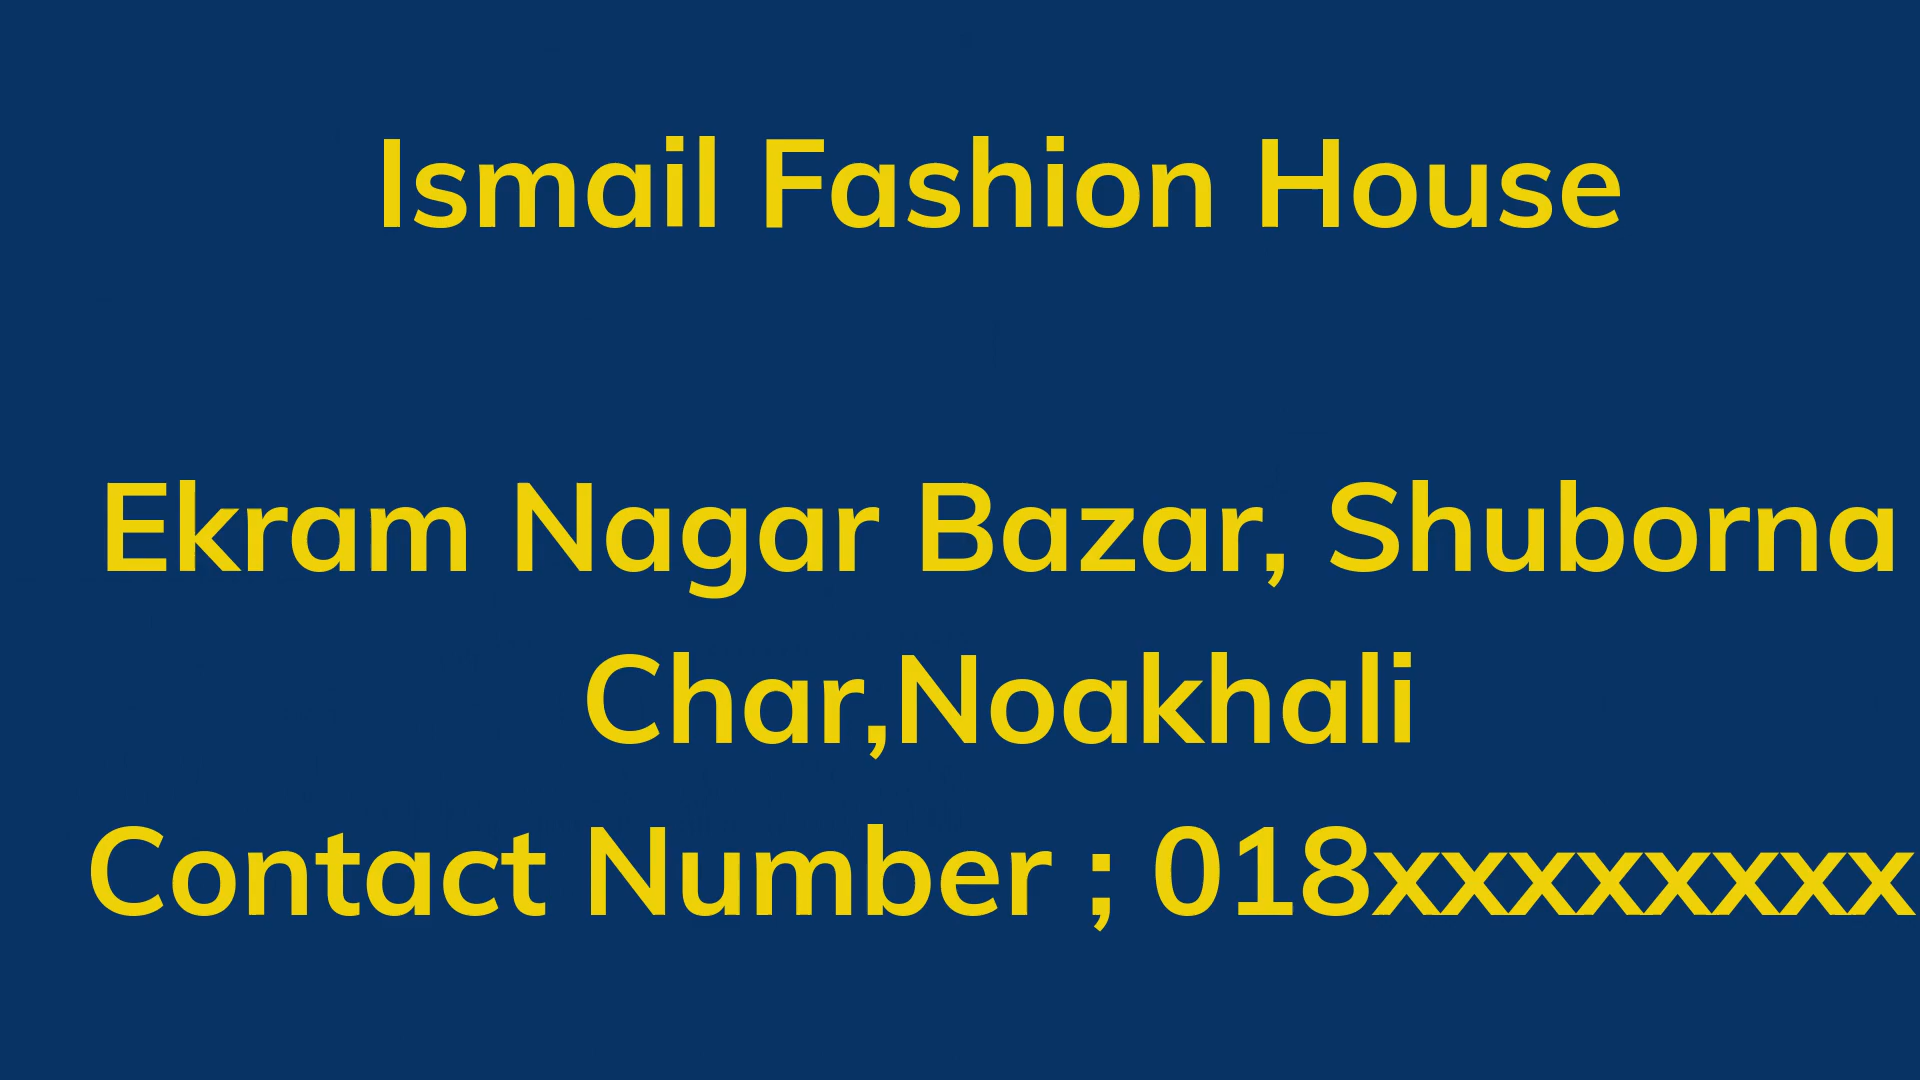 Ismail Fashion House
Ekram Nagar Bazar, Shuborna
Char,Noakhali
Contact Number ; 018xxxxxxxx